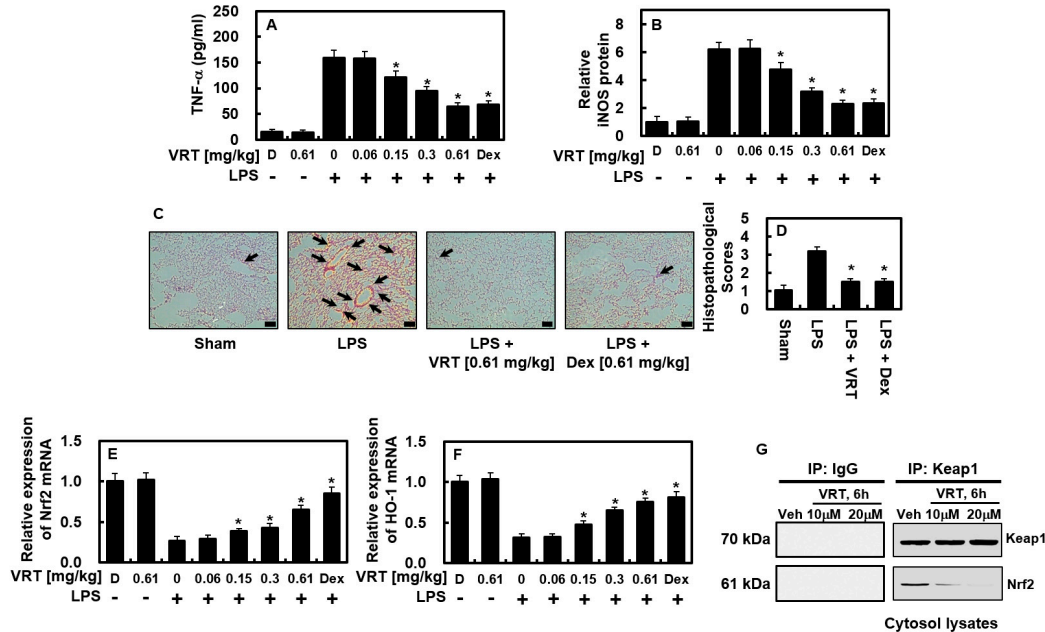 A
TNF-α (pg/ml)
250
200
150
100
50
0
* * * *
VRT [mg/kg] D 0.61 0 0.06 0.15 0.3 0.61 Dex
LPS - - + + + + + +
B
Relative
iNOS protein
8
6
4
2
0
* * * *
VRT [mg/kg] D 0.61 0 0.06 0.15 0.3 0.61 Dex
LPS - - + + + + + +
C
Sham
LPS
LPS +
VRT [0.61 mg/kg]
LPS +
Dex [0.61 mg/kg]
D
Histopathological
Scores
5
4
3
2
1
0
* *
Sham
LPS
LPS + VRT
LPS + Dex
E
Relative expression
of Nrf2 mRNA
1.5
1.0
0.5
0.0
* * * *
VRT [mg/kg] D 0.61 0 0.06 0.15 0.3 0.61 Dex
LPS - - + + + + + +
F
Relative expression
of HO-1 mRNA
1.5
1.0
0.5
0.0
* * * *
VRT [mg/kg] D 0.61 0 0.06 0.15 0.3 0.61 Dex
LPS - - + + + + + +
G
IP: IgG IP: Keap1
VRT, 6h VRT, 6h
Veh 10μM 20μM Veh 10μM 20μM
70 kDa Keap1
61 kDa Nrf2
Cytosol lysates